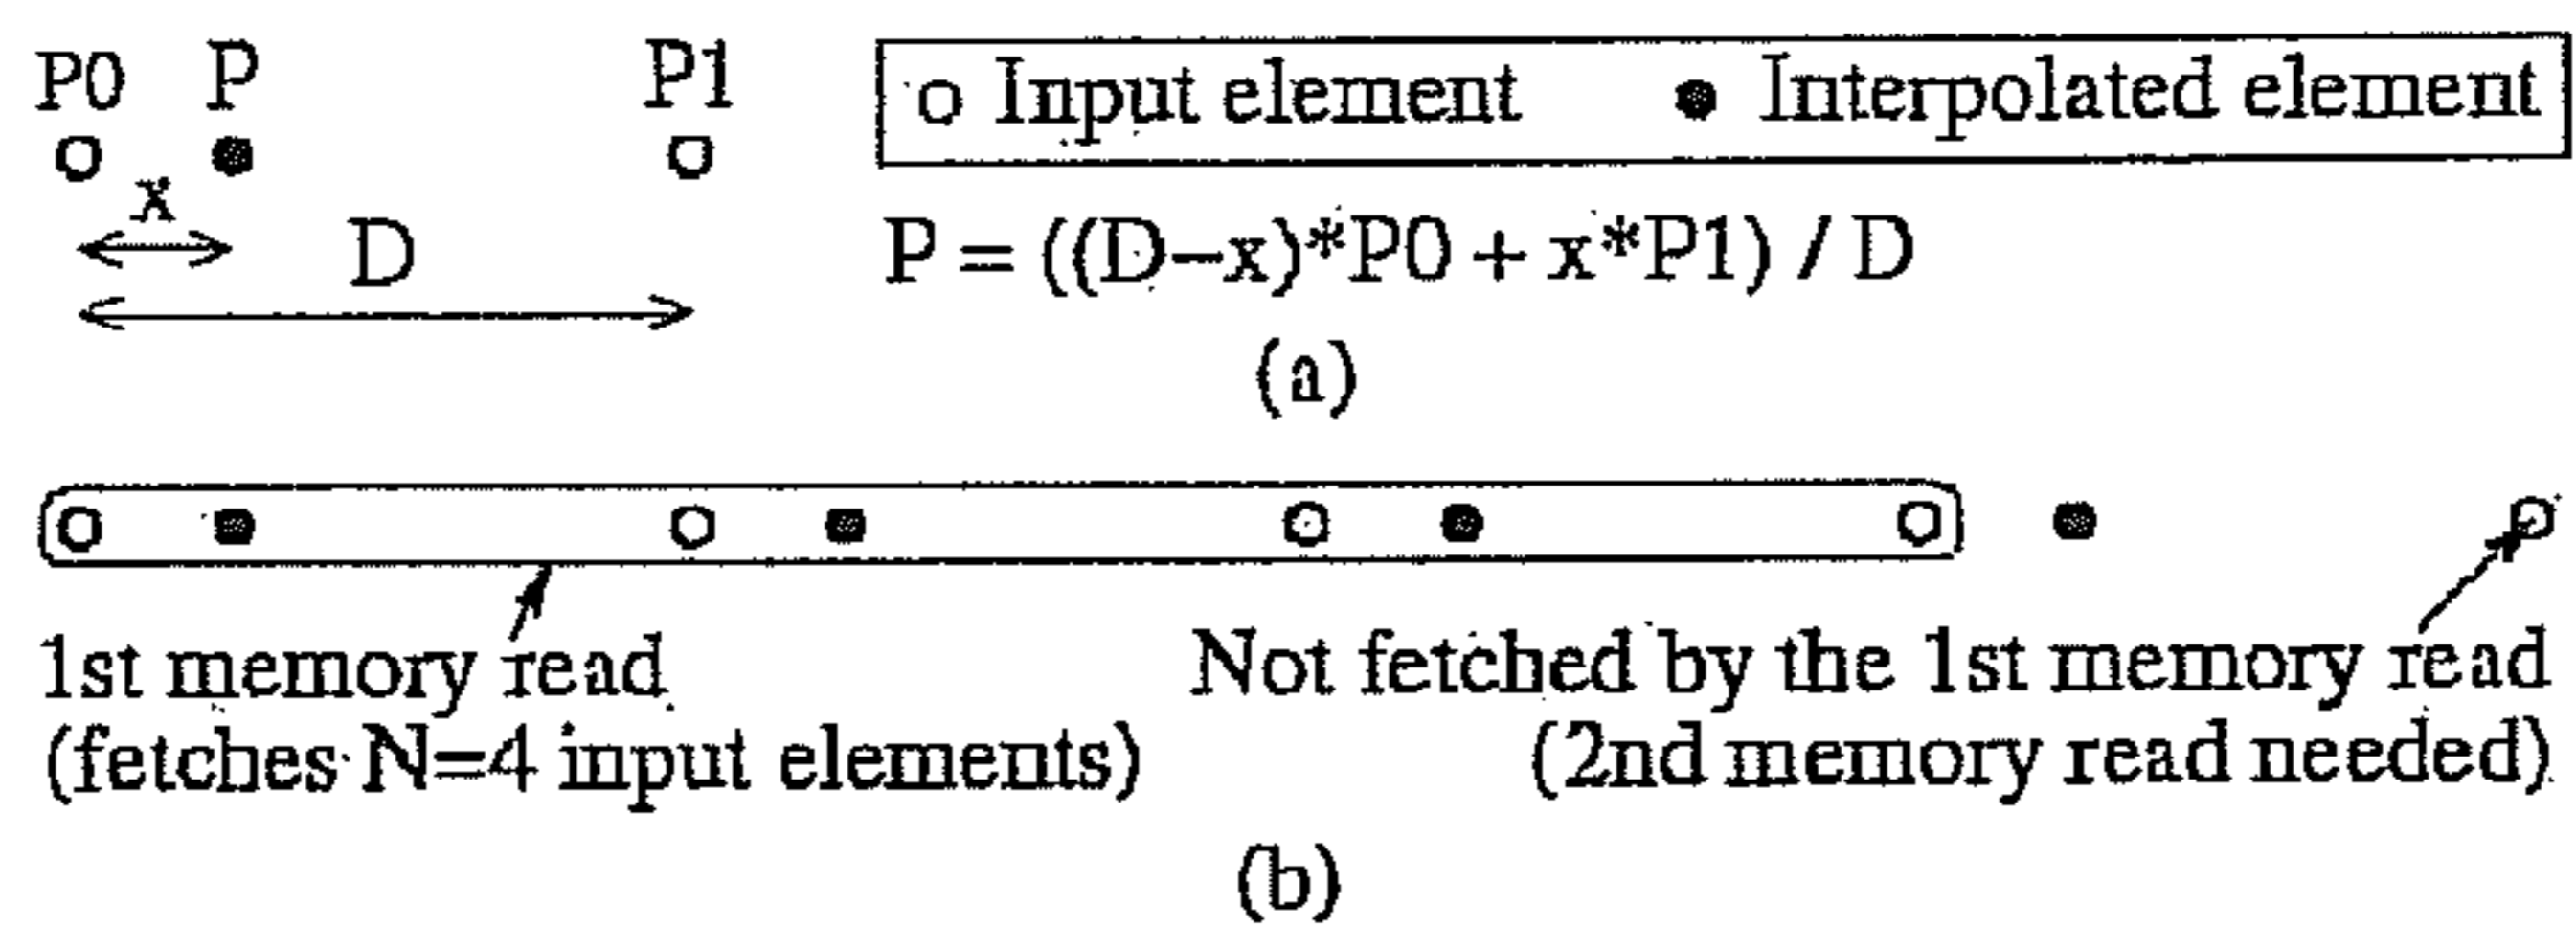 P0 P P1
Input element Interpolated element
x
D
P = ((D−x)*P0 + x*P1) / D
(a)
1st memory read
(fetches N=4 input elements)
Not fetched by the 1st memory read
(2nd memory read needed)
(b)